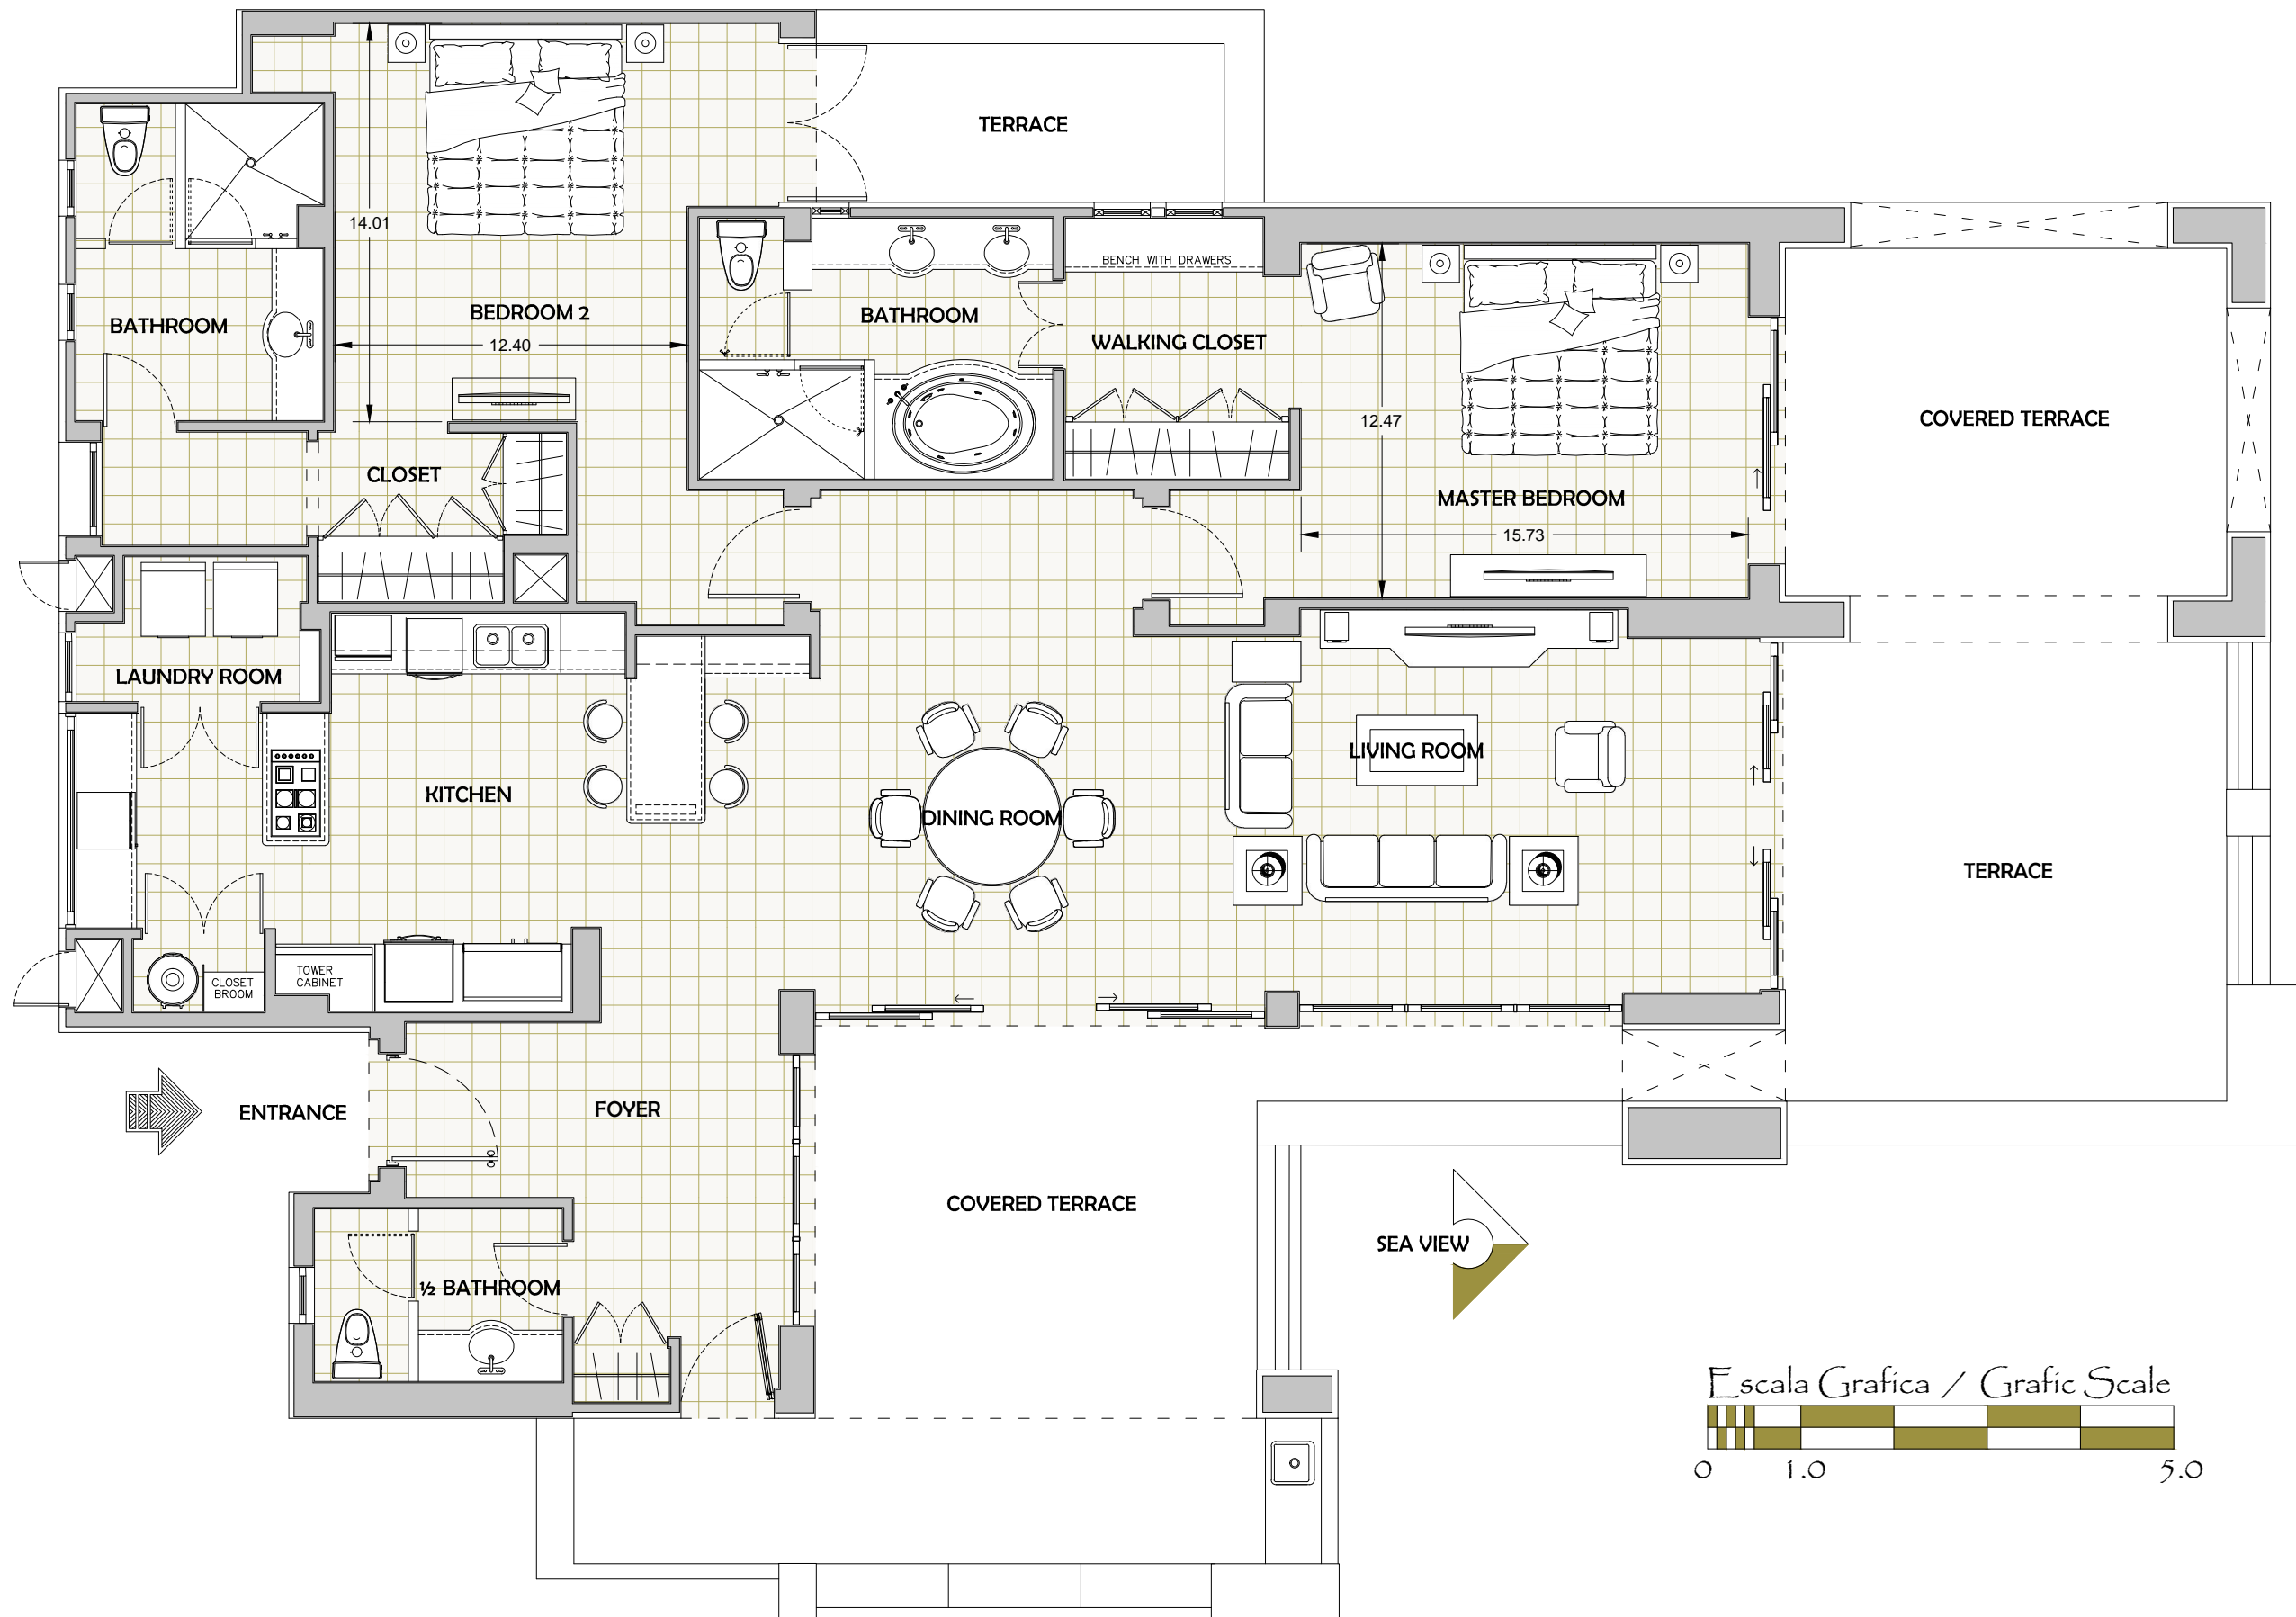 TERRACE
14.01
BEDROOM 2
12.40
BATHROOM
BATHROOM
BENCH WITH DRAWERS
WALKING CLOSET
12.47
COVERED TERRACE
CLOSET
MASTER BEDROOM
15.73
LAUNDRY ROOM
KITCHEN
LIVING ROOM
DINING ROOM
TERRACE
TOWER
CABINET
CLOSET
BROOM
ENTRANCE
FOYER
COVERED TERRACE
SEA VIEW
½ BATHROOM
Escala Grafica / Grafic Scale
0 1.0 5.0